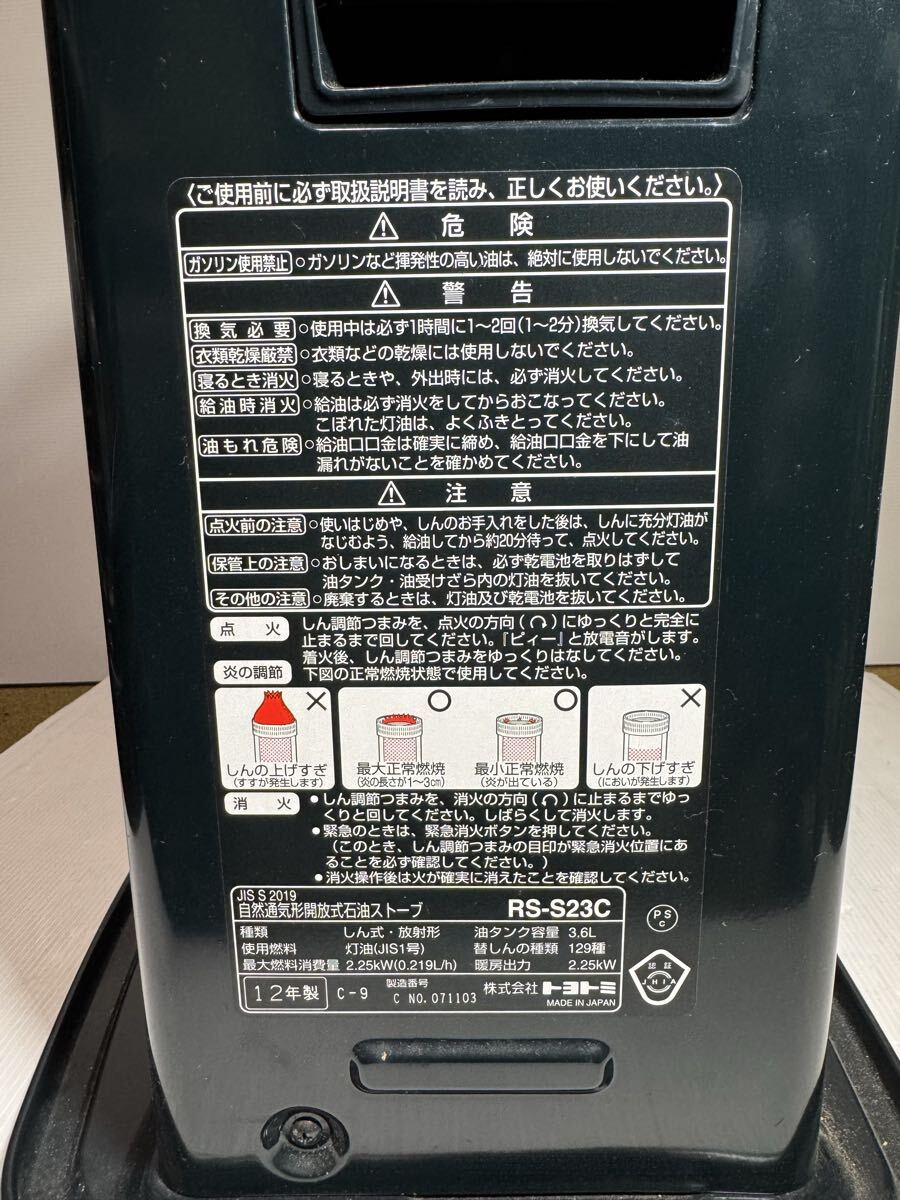 〈ご使用前に必ず取扱説明書を読み、正しくお使いください。〉
⚠ 危 険
ガソリン使用禁止 ○ガソリンなど揮発性の高い油は、絶対に使用しないでください。
⚠ 警 告
換気必要 ○使用中は必ず1時間に1〜2回(1〜2分)換気してください。
衣類乾燥厳禁 ○衣類などの乾燥には使用しないでください。
寝るとき消火 ○寝るときや、外出時には、必ず消火してください。
給油時消火 ○給油は必ず消火をしてからおこなってください。
こぼれた灯油は、よくふきとってください。
油もれ危険 ○給油口口金は確実に締め、給油口口金を下にして油
漏れがないことを確かめてください。
⚠ 注 意
点火前の注意 ○使いはじめや、しんのお手入れをした後は、しんに充分灯油が
なじむよう、給油してから約20分待って、点火してください。
保管上の注意 ○おしまいになるときは、必ず乾電池を取りはずして
油タンク・油受けざら内の灯油を抜いてください。
その他の注意 ○廃棄するときは、灯油及び乾電池を抜いてください。
点 火 しん調節つまみを、点火の方向( )にゆっくりと完全に
止まるまで回してください。『ピィー』と放電音がします。
着火後、しん調節つまみをゆっくりはなしてください。
炎の調節 下図の正常燃焼状態で使用してください。
× ○ ○ ×
しんの上げすぎ 最大正常燃焼 最小正常燃焼 しんの下げすぎ
(すすが発生します) (炎の長さが1〜3cm) (炎が出ている) (においが発生します)
消 火 ●しん調節つまみを、消火の方向( )に止まるまでゆっ
くりと回してください。しばらくして消火します。
●緊急のときは、緊急消火ボタンを押してください。
(このとき、しん調節つまみの目印が緊急消火位置にあ
ることを必ず確認してください。)
●消火操作後は火が確実に消えたことを確認してください。
JIS S 2019
自然通気形開放式石油ストーブ RS-S23C
種類 しん式・放射形 油タンク容量 3.6L
使用燃料 灯油(JIS1号) 替しんの種類 129種
最大燃料消費量 2.25kW(0.219L/h) 暖房出力 2.25kW
12年製 C-9 製造番号 C NO.071103 株式会社トヨトミ
MADE IN JAPAN
PS
C
認証
JHIA